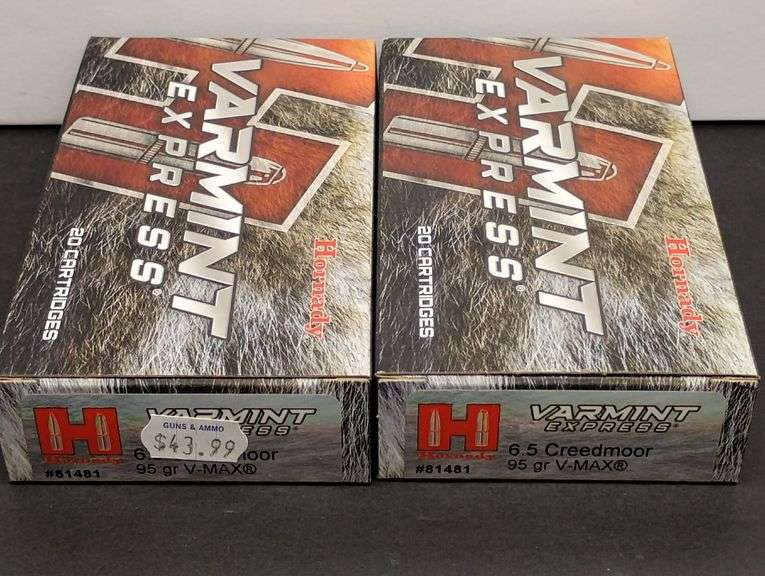 VARMINT
EXPRESS®
Hornady
20 CARTRIDGES
VARMINT
EXPRESS®
Hornady
20 CARTRIDGES
H
Hornady
#81481
VARMINT
EXPRESS®
GUNS & AMMO
$43.99
95 gr V-MAX®
H
Hornady
#81481
VARMINT
EXPRESS®
6.5 Creedmoor
95 gr V-MAX®